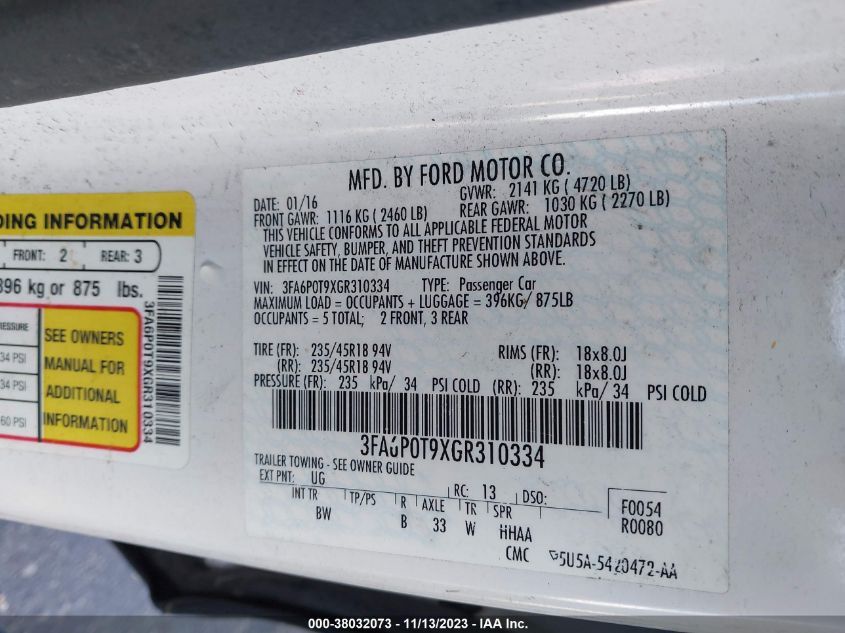 DING INFORMATION
FRONT: 2 REAR: 3
396 kg or 875 lbs.
RESSURE
34 PSI
34 PSI
60 PSI
SEE OWNERS
MANUAL FOR
ADDITIONAL
INFORMATION
3FA6P0T9XGR310334
MFD. BY FORD MOTOR CO.
DATE: 01/16 GVWR: 2141 KG ( 4720 LB)
FRONT GAWR: 1116 KG ( 2460 LB) REAR GAWR: 1030 KG ( 2270 LB)
THIS VEHICLE CONFORMS TO ALL APPLICABLE FEDERAL MOTOR
VEHICLE SAFETY, BUMPER, AND THEFT PREVENTION STANDARDS
IN EFFECT ON THE DATE OF MANUFACTURE SHOWN ABOVE.
VIN: 3FA6P0T9XGR310334 TYPE: Passenger Car
MAXIMUM LOAD = OCCUPANTS + LUGGAGE = 396KG/ 875LB
OCCUPANTS = 5 TOTAL; 2 FRONT, 3 REAR
TIRE (FR): 235/45R18 94V RIMS (FR): 18x8.0J
(RR): 235/45R18 94V (RR): 18x8.0J
PRESSURE (FR): 235 kPa/ 34 PSI COLD (RR): 235 kPa/ 34 PSI COLD
3FA6P0T9XGR310334
TRAILER TOWING - SEE OWNER GUIDE
EXT PNT: UG RC: 13 DSO: F0054
INT TR TP/PS R AXLE TR SPR R0080
BW B 33 W HHAA
CMC 5U5A-5420472-AA
000-38032073 - 11/13/2023 - IAA Inc.